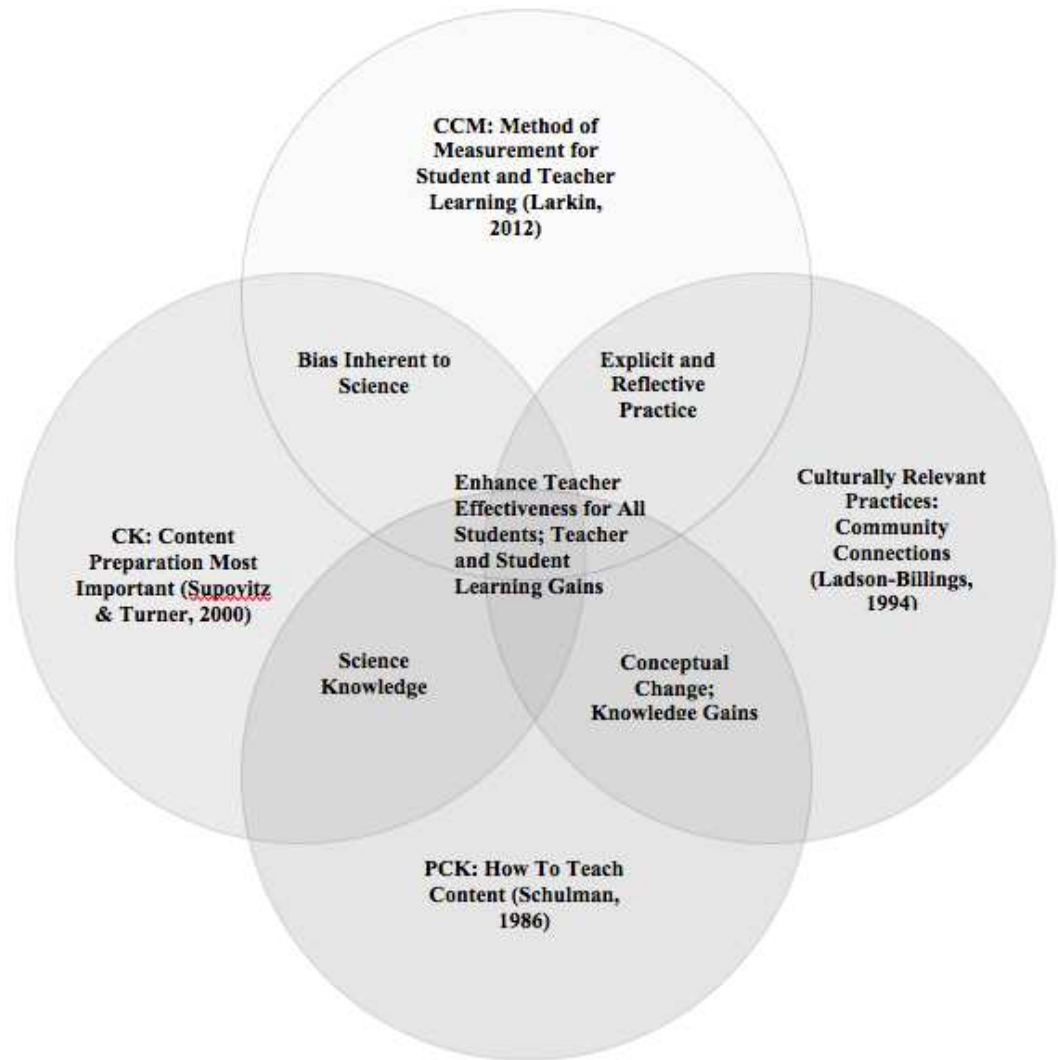 CCM: Method of
Measurement for
Student and Teacher
Learning (Larkin,
2012)
Bias Inherent to
Science
Explicit and
Reflective
Practice
Enhance Teacher
Effectiveness for All
Students; Teacher
and Student
Learning Gains
Culturally Relevant
Practices:
Community
Connections
(Ladson-Billings,
1994)
CK: Content
Preparation Most
Important (Supovitz
& Turner, 2000)
Science
Knowledge
Conceptual
Change;
Knowledge Gains
PCK: How To Teach
Content (Schulman,
1986)